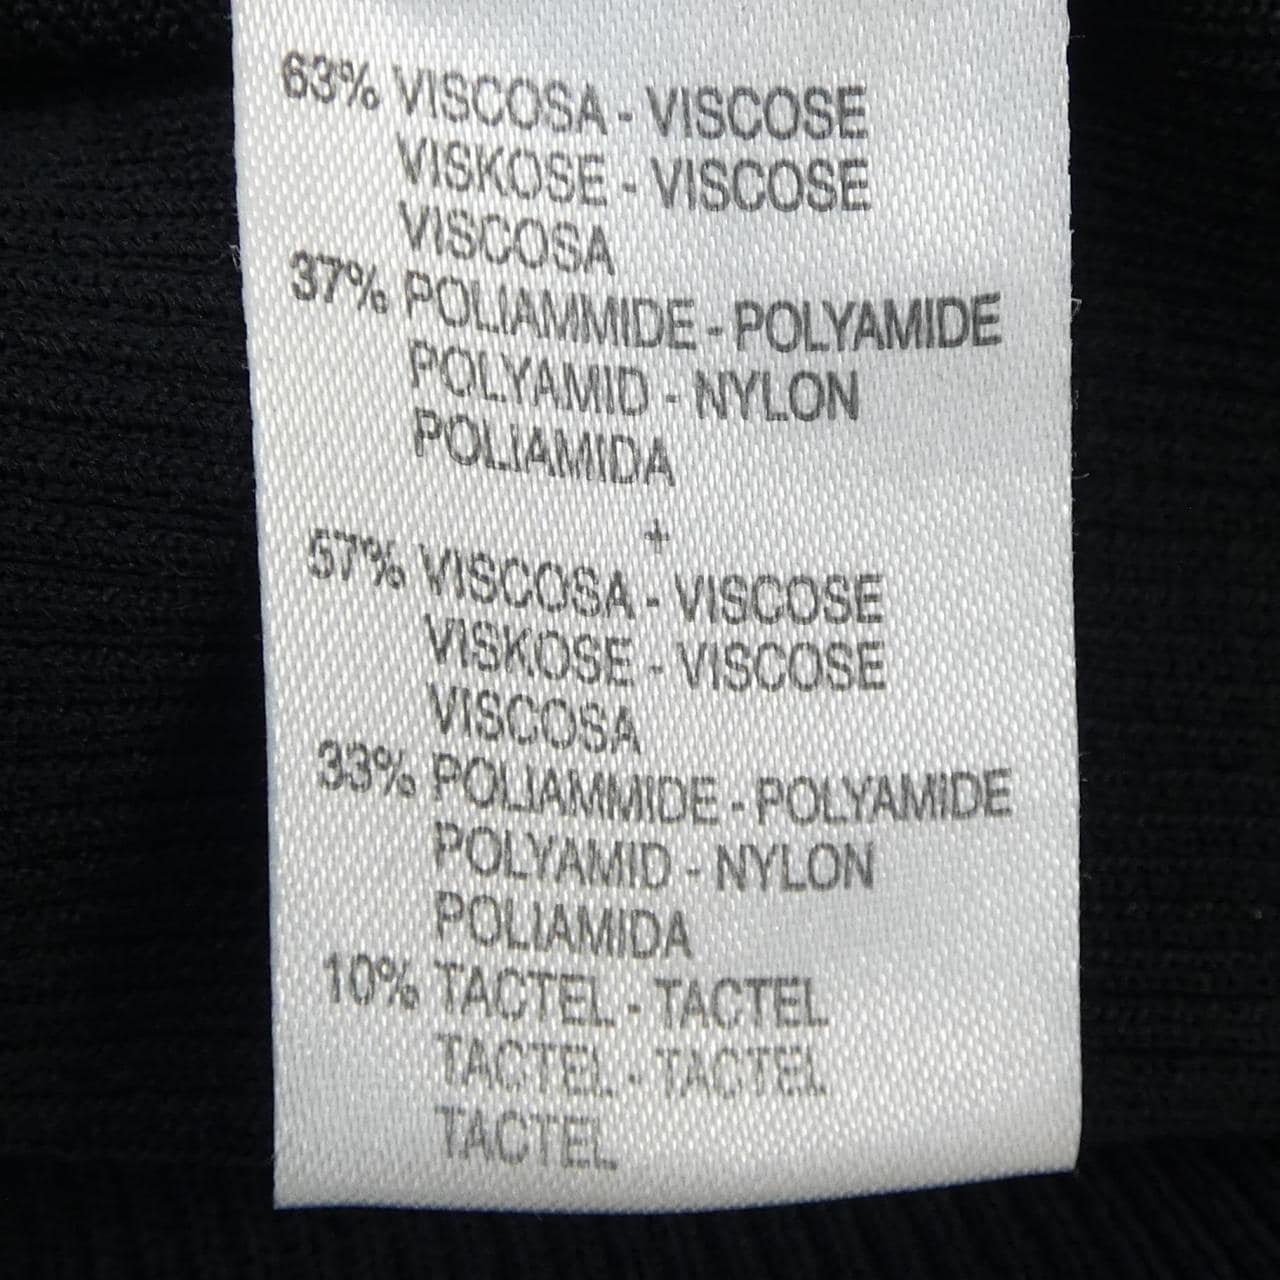 63% VISCOSA - VISCOSE
VISKOSE - VISCOSE
VISCOSA
37% POLIAMMIDE - POLYAMIDE
POLYAMID - NYLON
POLIAMIDA
+
57% VISCOSA - VISCOSE
VISKOSE - VISCOSE
VISCOSA
33% POLIAMMIDE - POLYAMIDE
POLYAMID - NYLON
POLIAMIDA
10% TACTEL - TACTEL
TACTEL - TACTEL
TACTEL